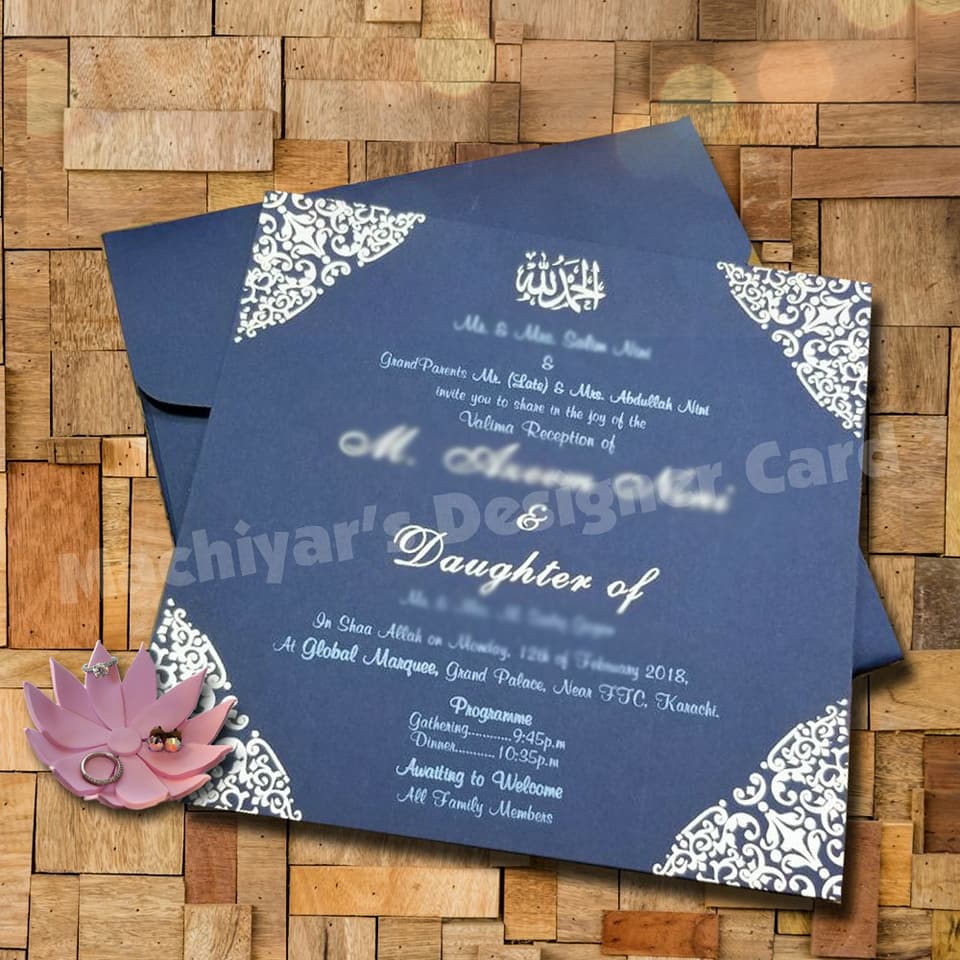 الحمد لله
Mr. & Mrs. Salim Nini
&
GrandParents Mr. (Late) & Mrs. Abdullah Nini
invite you to share in the joy of the
Valima Reception of
M. Nini
&
Daughter of
Mr. & Mrs.
In Shaa Allah on Monday, 12th of February 2018,
At Global Marquee, Grand Palace, Near FTC, Karachi.
Programme
Gathering...........9:45p.m
Dinner..........10:35p.m
Awaiting to Welcome
All Family Members
Machiyar's Designer Card